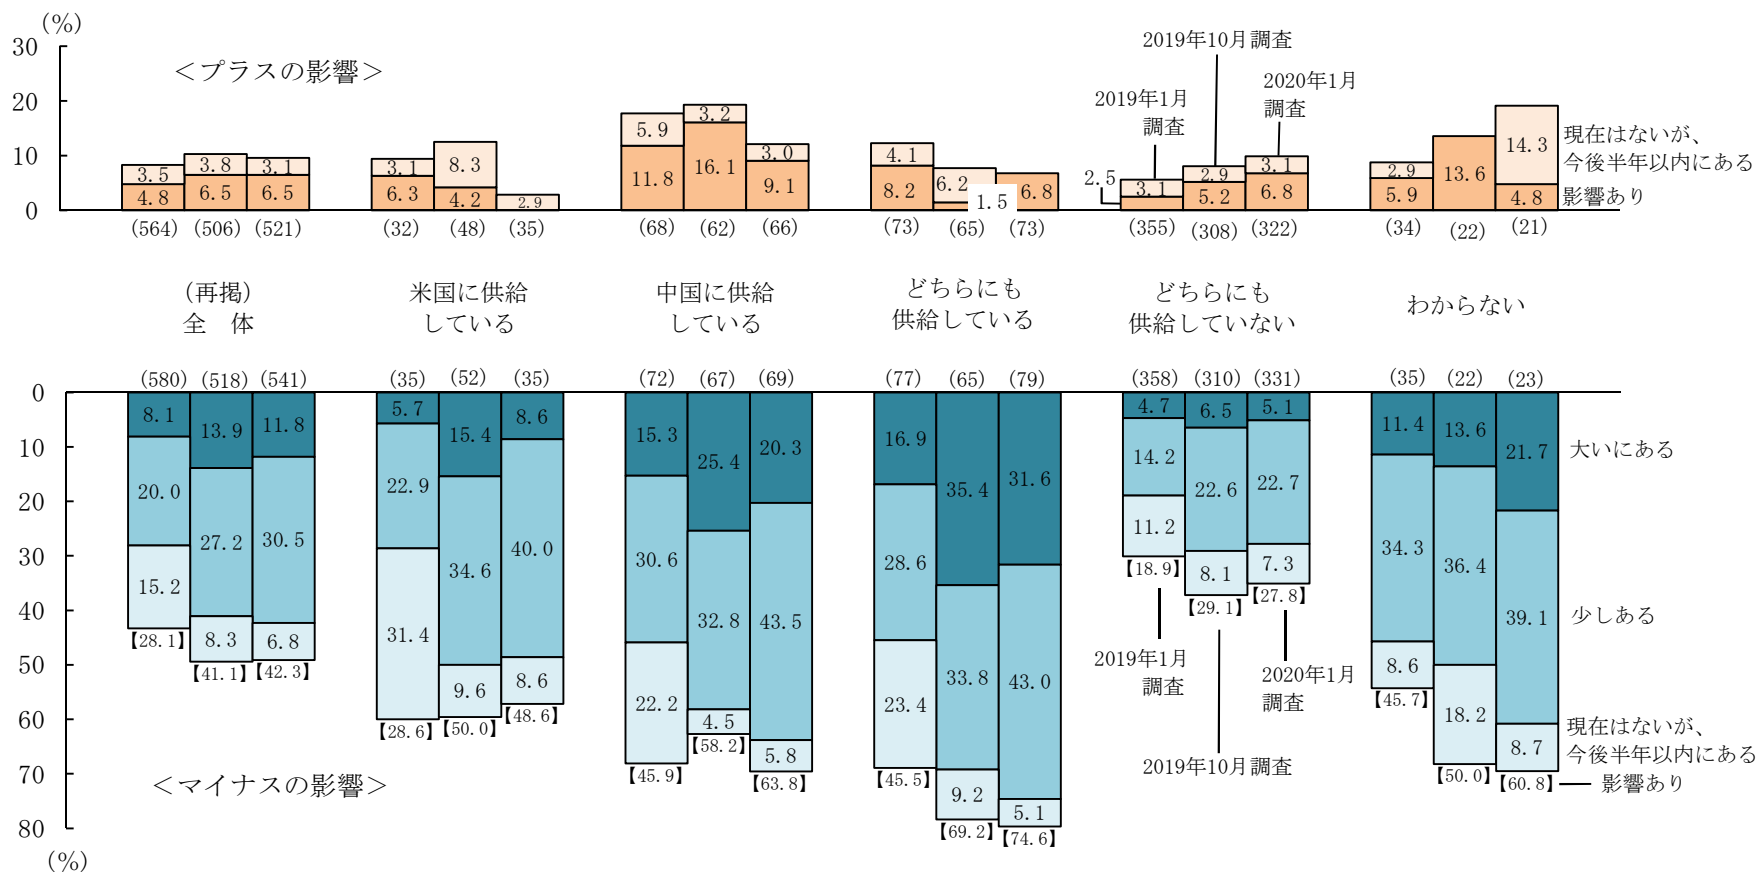 (%)
30
20
10
0
<プラスの影響>
2019年10月調査
2019年1月
調査
2020年1月
調査
3.5
4.8
3.8
6.5
3.1
6.5
3.1
6.3
8.3
4.2
2.9
5.9
11.8
3.2
16.1
3.0
9.1
4.1
8.2
6.2
1.5
6.8
2.5
3.1
2.9
5.2
3.1
6.8
2.9
5.9
13.6
14.3
4.8
現在はないが、
今後半年以内にある
影響あり
(564) (506) (521)
(32) (48) (35)
(68) (62) (66)
(73) (65) (73)
(355) (308) (322)
(34) (22) (21)
(再掲)
全 体
米国に供給
している
中国に供給
している
どちらにも
供給している
どちらにも
供給していない
わからない
(580) (518) (541)
(35) (52) (35)
(72) (67) (69)
(77) (65) (79)
(358) (310) (331)
(35) (22) (23)
0
10
20
30
40
50
60
70
80
(%)
8.1
20.0
15.2
【28.1】
13.9
27.2
8.3
【41.1】
11.8
30.5
6.8
【42.3】
5.7
22.9
31.4
【28.6】
15.4
34.6
9.6
【50.0】
8.6
40.0
8.6
【48.6】
15.3
30.6
22.2
【45.9】
25.4
32.8
4.5
【58.2】
20.3
43.5
5.8
【63.8】
16.9
28.6
23.4
【45.5】
35.4
33.8
9.2
【69.2】
31.6
43.0
5.1
【74.6】
4.7
14.2
11.2
【18.9】
6.5
22.6
8.1
【29.1】
5.1
22.7
7.3
【27.8】
2019年1月
調査
2019年10月調査
2020年1月
調査
11.4
34.3
8.6
【45.7】
13.6
36.4
18.2
【50.0】
21.7
39.1
8.7
【60.8】
大いにある
少しある
現在はないが、
今後半年以内にある
影響あり
<マイナスの影響>